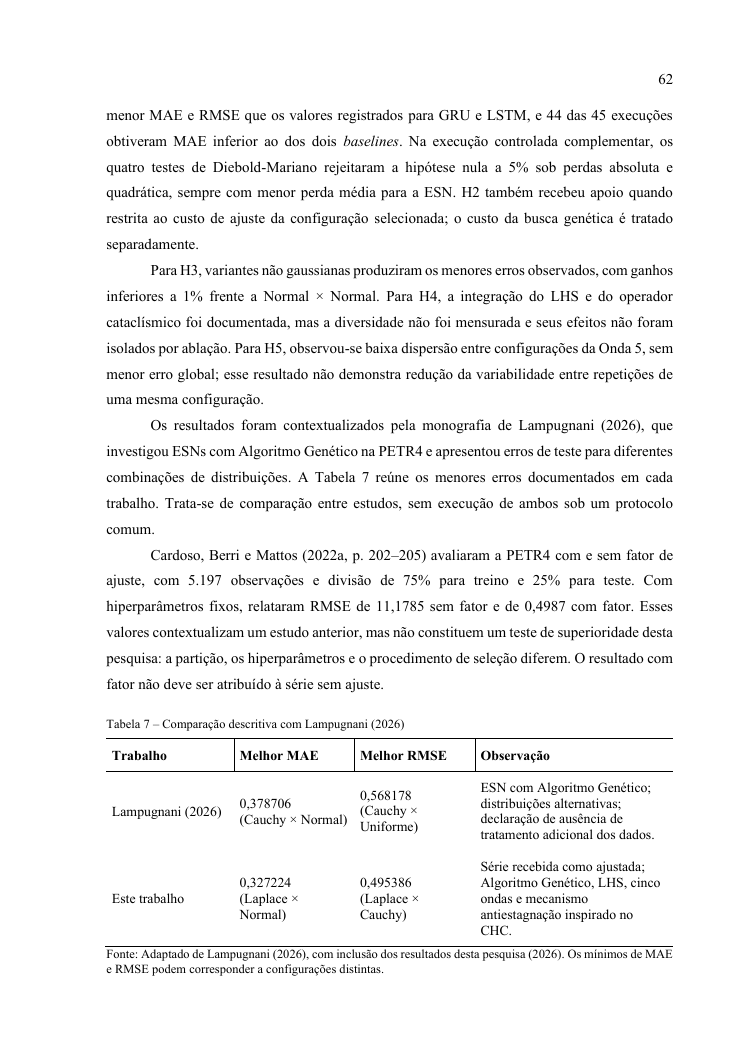 62
menor MAE e RMSE que os valores registrados para GRU e LSTM, e 44 das 45 execuções
obtiveram MAE inferior ao dos dois baselines. Na execução controlada complementar, os
quatro testes de Diebold-Mariano rejeitaram a hipótese nula a 5% sob perdas absoluta e
quadrática, sempre com menor perda média para a ESN. H2 também recebeu apoio quando
restrita ao custo de ajuste da configuração selecionada; o custo da busca genética é tratado
separadamente.
Para H3, variantes não gaussianas produziram os menores erros observados, com ganhos
inferiores a 1% frente a Normal × Normal. Para H4, a integração do LHS e do operador
cataclísmico foi documentada, mas a diversidade não foi mensurada e seus efeitos não foram
isolados por ablação. Para H5, observou-se baixa dispersão entre configurações da Onda 5, sem
menor erro global; esse resultado não demonstra redução da variabilidade entre repetições de
uma mesma configuração.
Os resultados foram contextualizados pela monografia de Lampugnani (2026), que
investigou ESNs com Algoritmo Genético na PETR4 e apresentou erros de teste para diferentes
combinações de distribuições. A Tabela 7 reúne os menores erros documentados em cada
trabalho. Trata-se de comparação entre estudos, sem execução de ambos sob um protocolo
comum.
Cardoso, Berri e Mattos (2022a, p. 202–205) avaliaram a PETR4 com e sem fator de
ajuste, com 5.197 observações e divisão de 75% para treino e 25% para teste. Com
hiperparâmetros fixos, relataram RMSE de 11,1785 sem fator e de 0,4987 com fator. Esses
valores contextualizam um estudo anterior, mas não constituem um teste de superioridade desta
pesquisa: a partição, os hiperparâmetros e o procedimento de seleção diferem. O resultado com
fator não deve ser atribuído à série sem ajuste.
Tabela 7 – Comparação descritiva com Lampugnani (2026)
Trabalho Melhor MAE Melhor RMSE Observação
Lampugnani (2026)
0,378706
(Cauchy × Normal)
0,568178
(Cauchy ×
Uniforme)
ESN com Algoritmo Genético;
distribuições alternativas;
declaração de ausência de
tratamento adicional dos dados.
Este trabalho
0,327224
(Laplace ×
Normal)
0,495386
(Laplace ×
Cauchy)
Série recebida como ajustada;
Algoritmo Genético, LHS, cinco
ondas e mecanismo
antiestagnação inspirado no
CHC.
Fonte: Adaptado de Lampugnani (2026), com inclusão dos resultados desta pesquisa (2026). Os mínimos de MAE
e RMSE podem corresponder a configurações distintas.